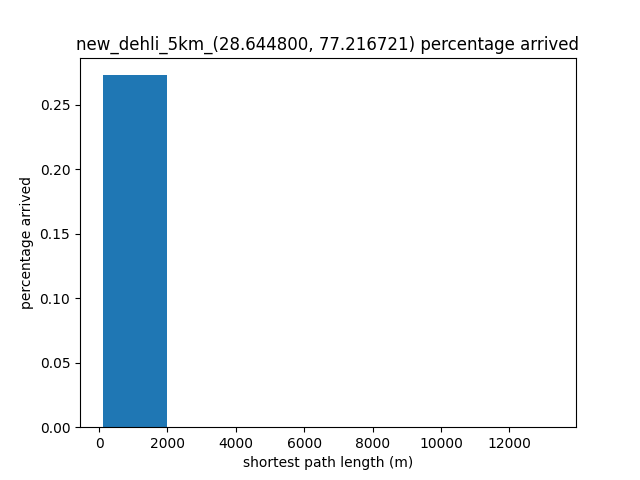 new_dehli_5km_(28.644800, 77.216721) percentage arrived
percentage arrived
0.25
0.20
0.15
0.10
0.05
0.00
0 2000 4000 6000 8000 10000 12000
shortest path length (m)